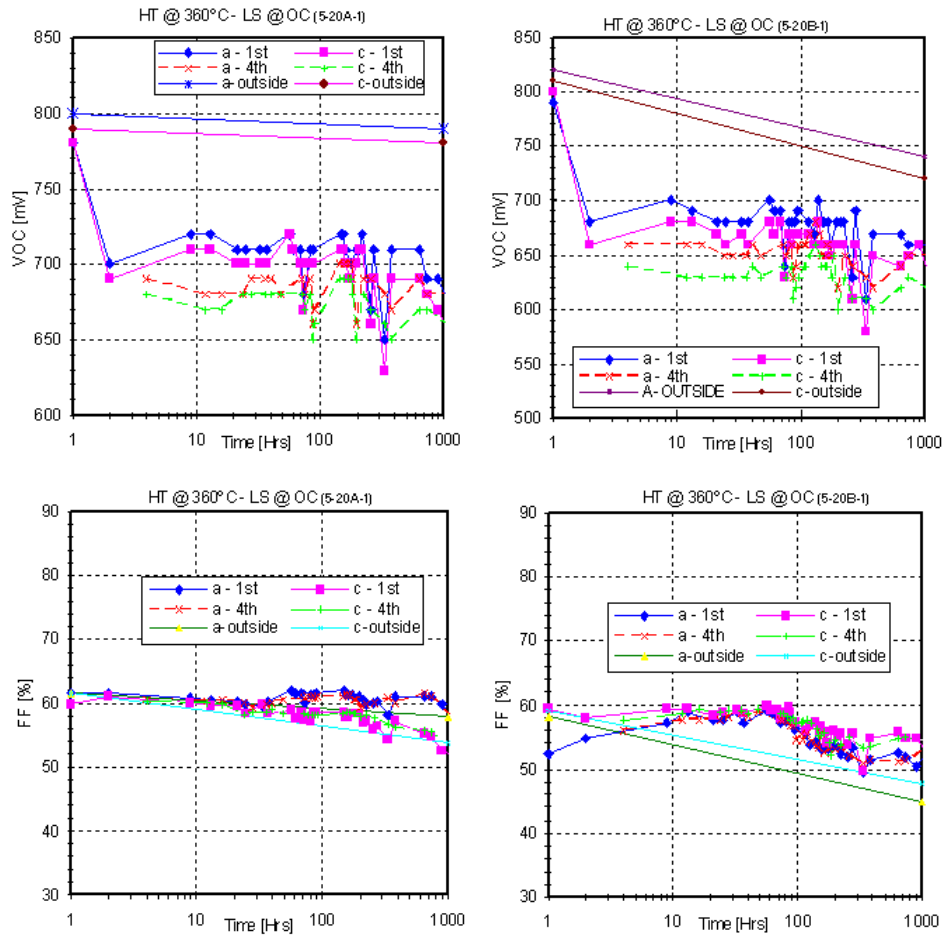 HT @ 360°C - LS @ OC (5-20A-1)
850
800
750
700
650
600
VOC [mV]
a - 1st c - 1st
a - 4th c - 4th
a-outside c-outside
1 10 100 1000
Time [Hrs]
HT @ 360°C - LS @ OC (5-20B-1)
850
800
750
700
650
600
550
500
VOC [mV]
a - 1st c - 1st
a - 4th c - 4th
A-OUTSIDE c-outside
1 10 100 1000
Time [Hrs]
HT @ 360°C - LS @ OC (5-20A-1)
90
80
70
60
50
40
30
FF [%]
a - 1st c - 1st
a - 4th c - 4th
a-outside c-outside
1 10 100 1000
Time [Hrs]
HT @ 360°C - LS @ OC (5-20B-1)
90
80
70
60
50
40
30
FF [%]
a - 1st c - 1st
a - 4th c - 4th
a-outside c-outside
1 10 100 1000
Time [Hrs]